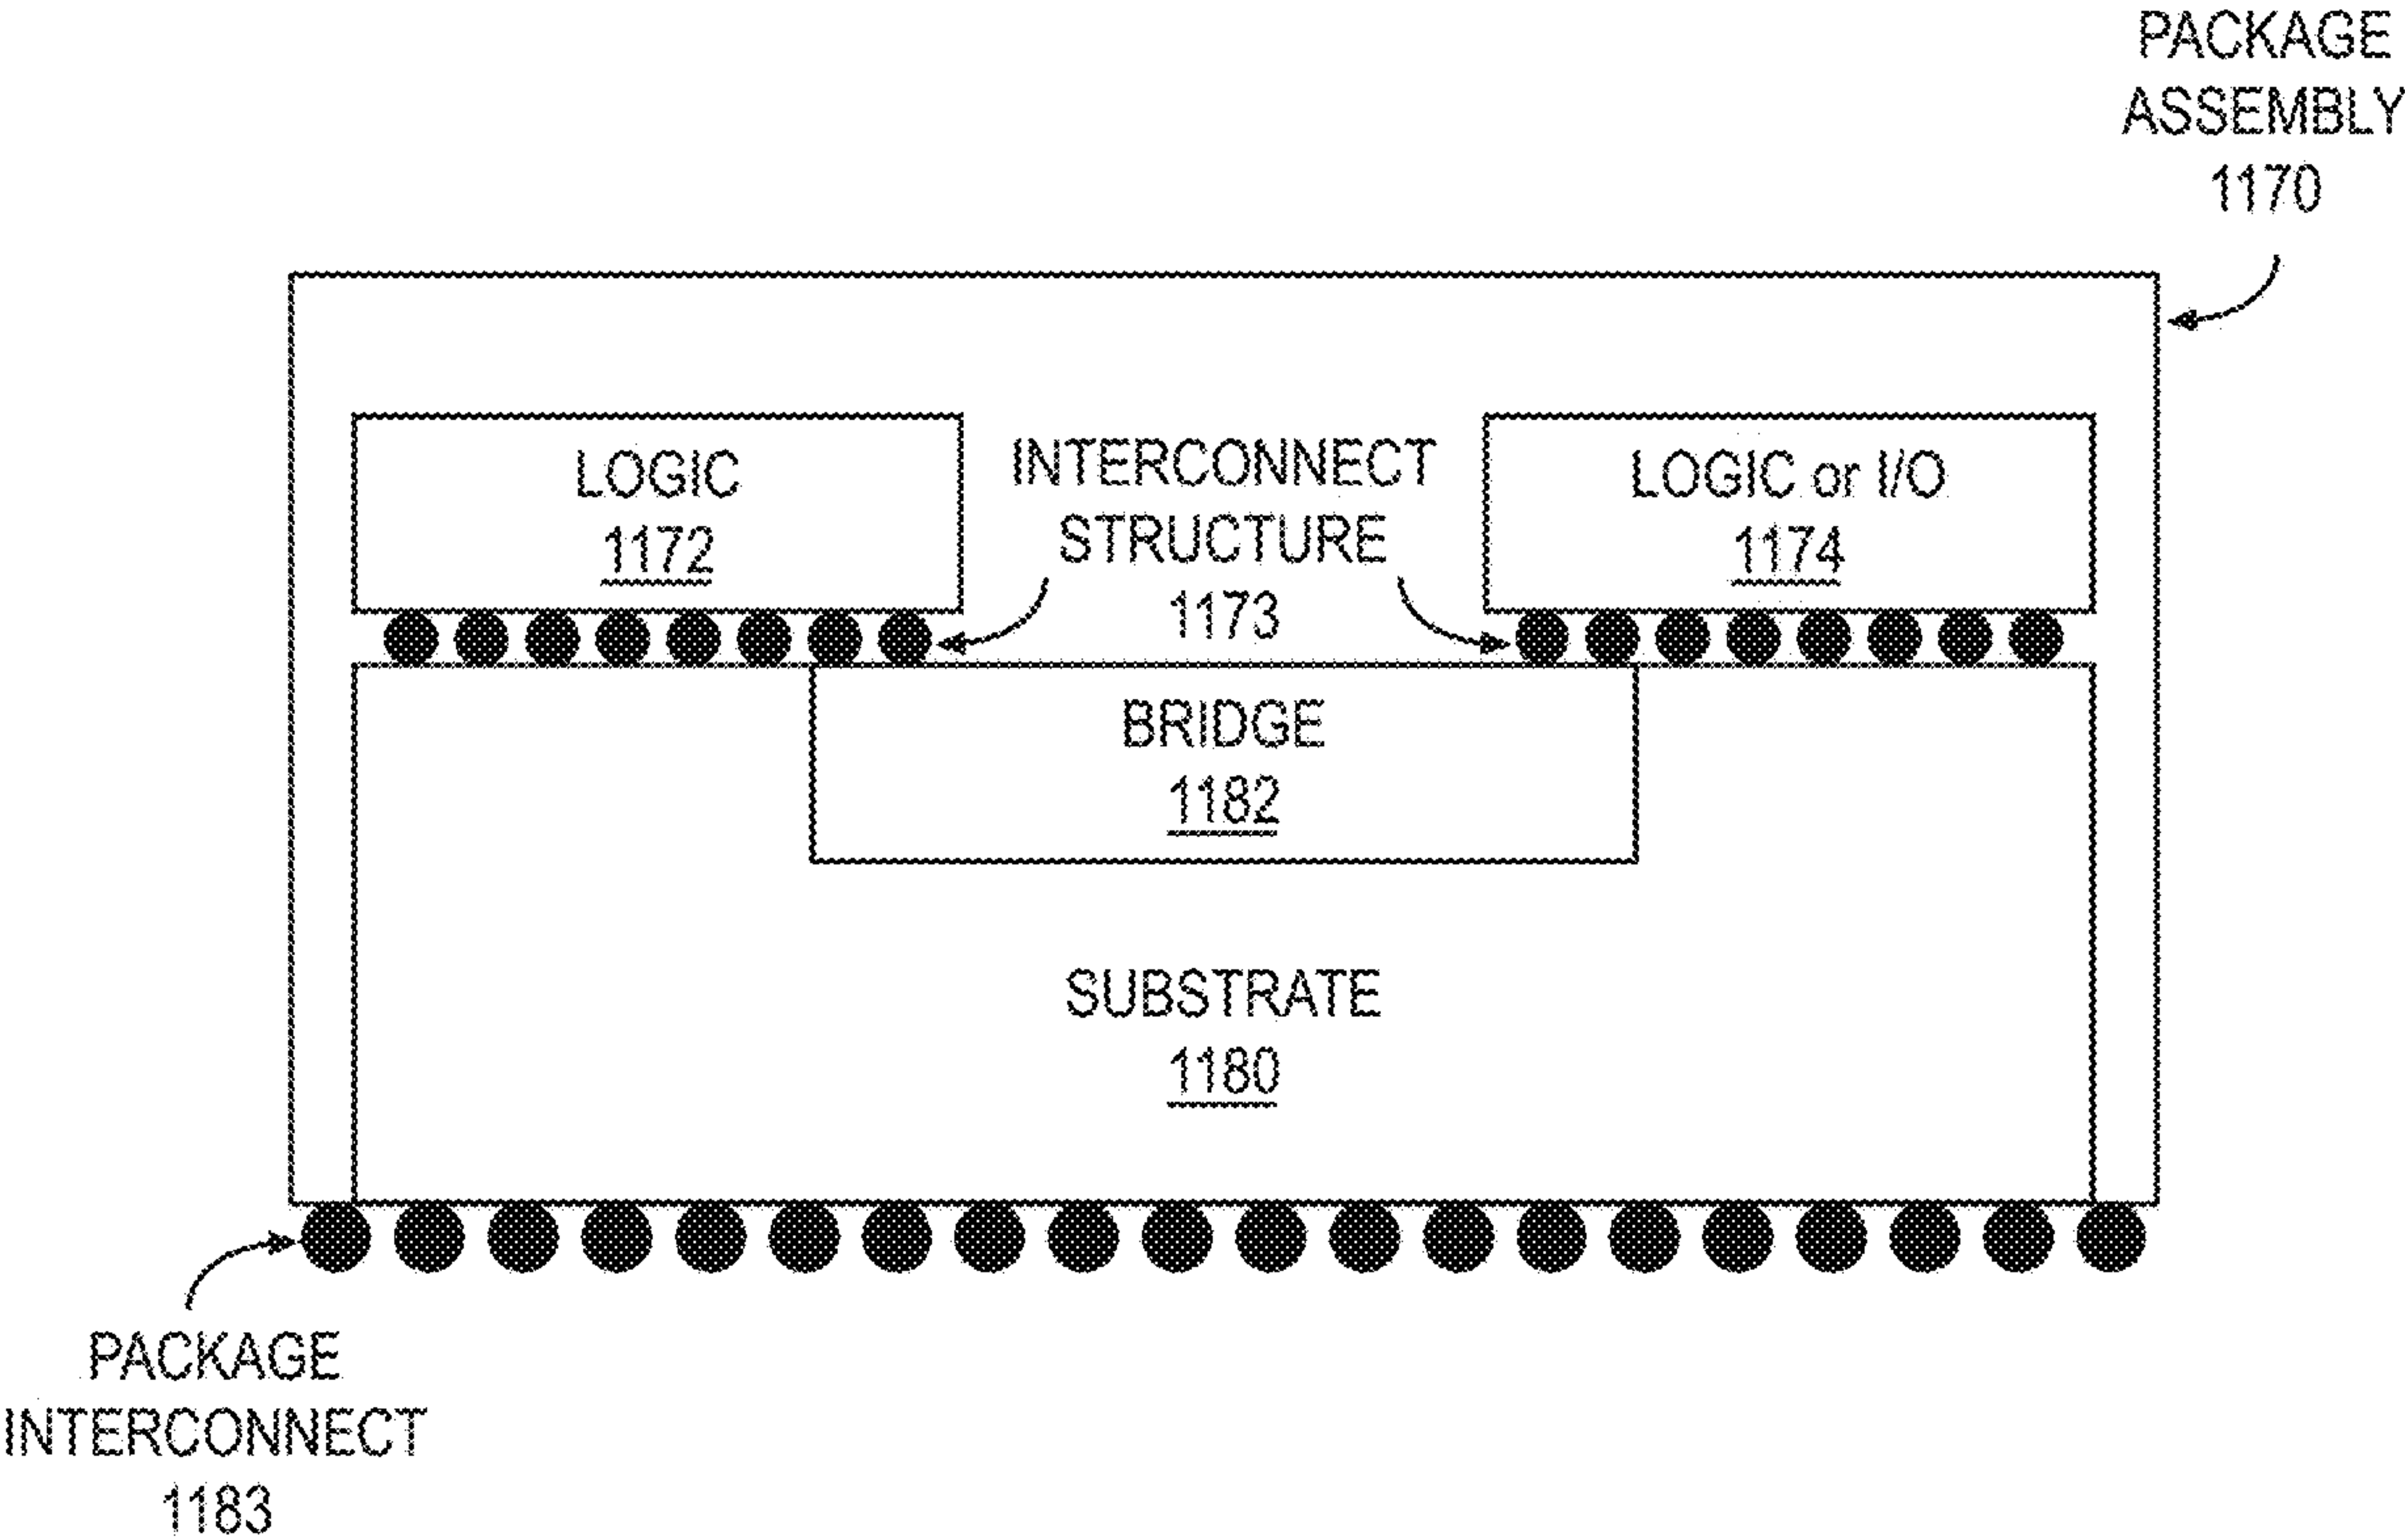 PACKAGE
ASSEMBLY
1170
LOGIC
1172
INTERCONNECT
STRUCTURE
1173
LOGIC or I/O
1174
BRIDGE
1182
SUBSTRATE
1180
PACKAGE
INTERCONNECT
1183